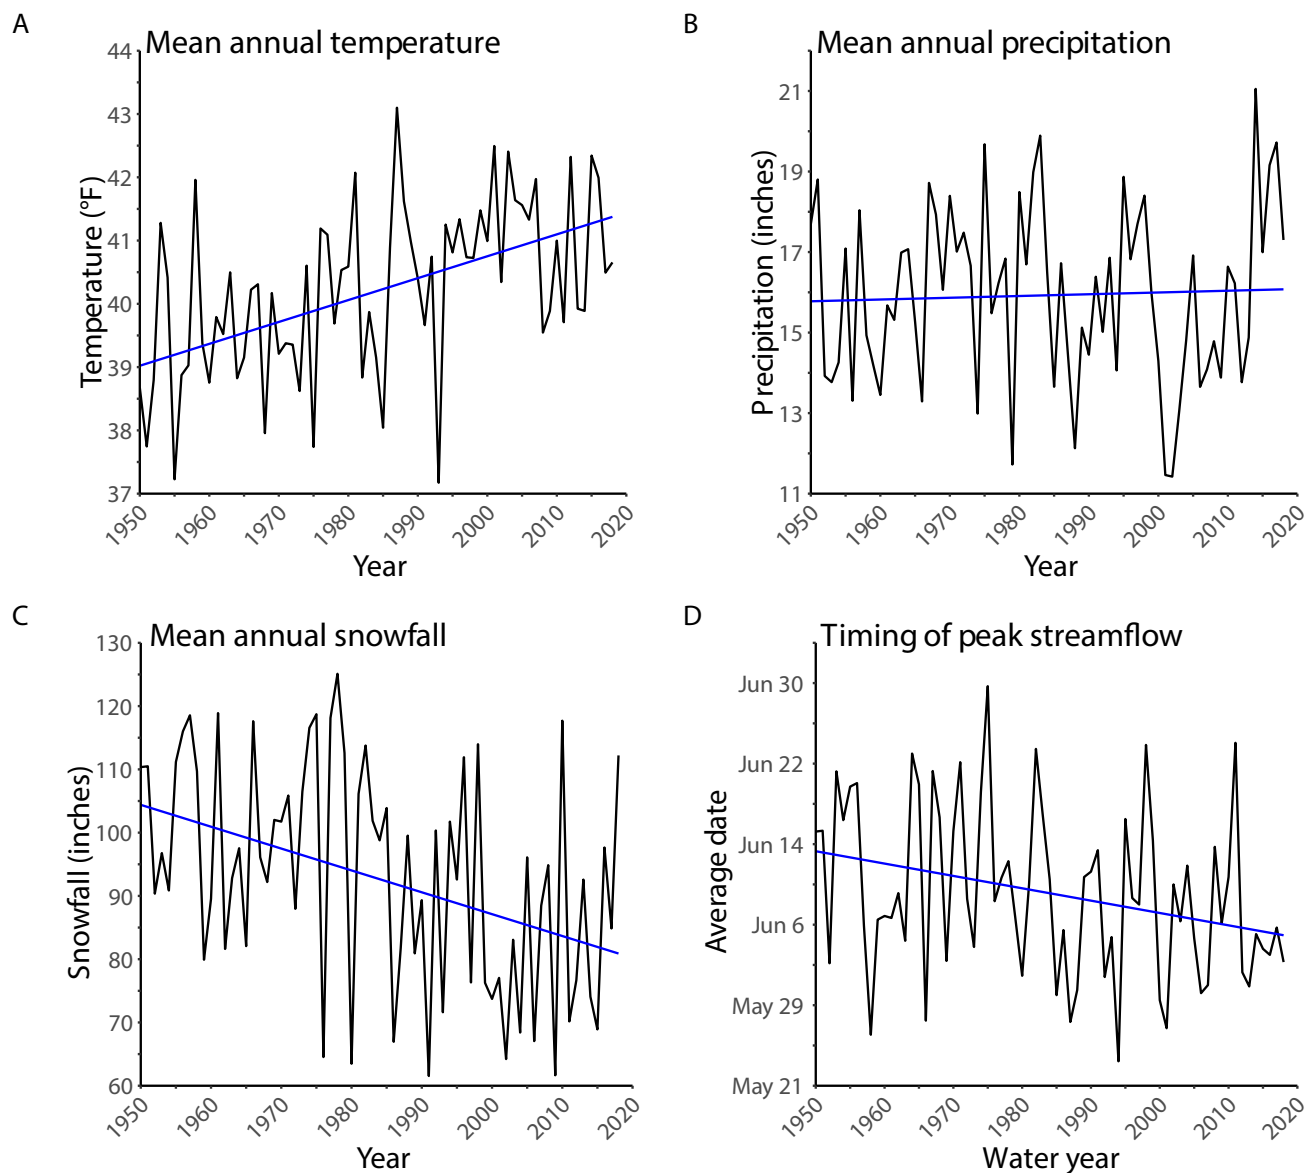 A
Mean annual temperature
Temperature (°F)
44
43
42
41
40
39
38
37
1950
1960
1970
1980
1990
2000
2010
2020
Year
B
Mean annual precipitation
Precipitation (inches)
21
19
17
15
13
11
1950
1960
1970
1980
1990
2000
2010
2020
Year
C
Mean annual snowfall
Snowfall (inches)
130
120
110
100
90
80
70
60
1950
1960
1970
1980
1990
2000
2010
2020
Year
D
Timing of peak streamflow
Average date
Jun 30
Jun 22
Jun 14
Jun 6
May 29
May 21
1950
1960
1970
1980
1990
2000
2010
2020
Water year